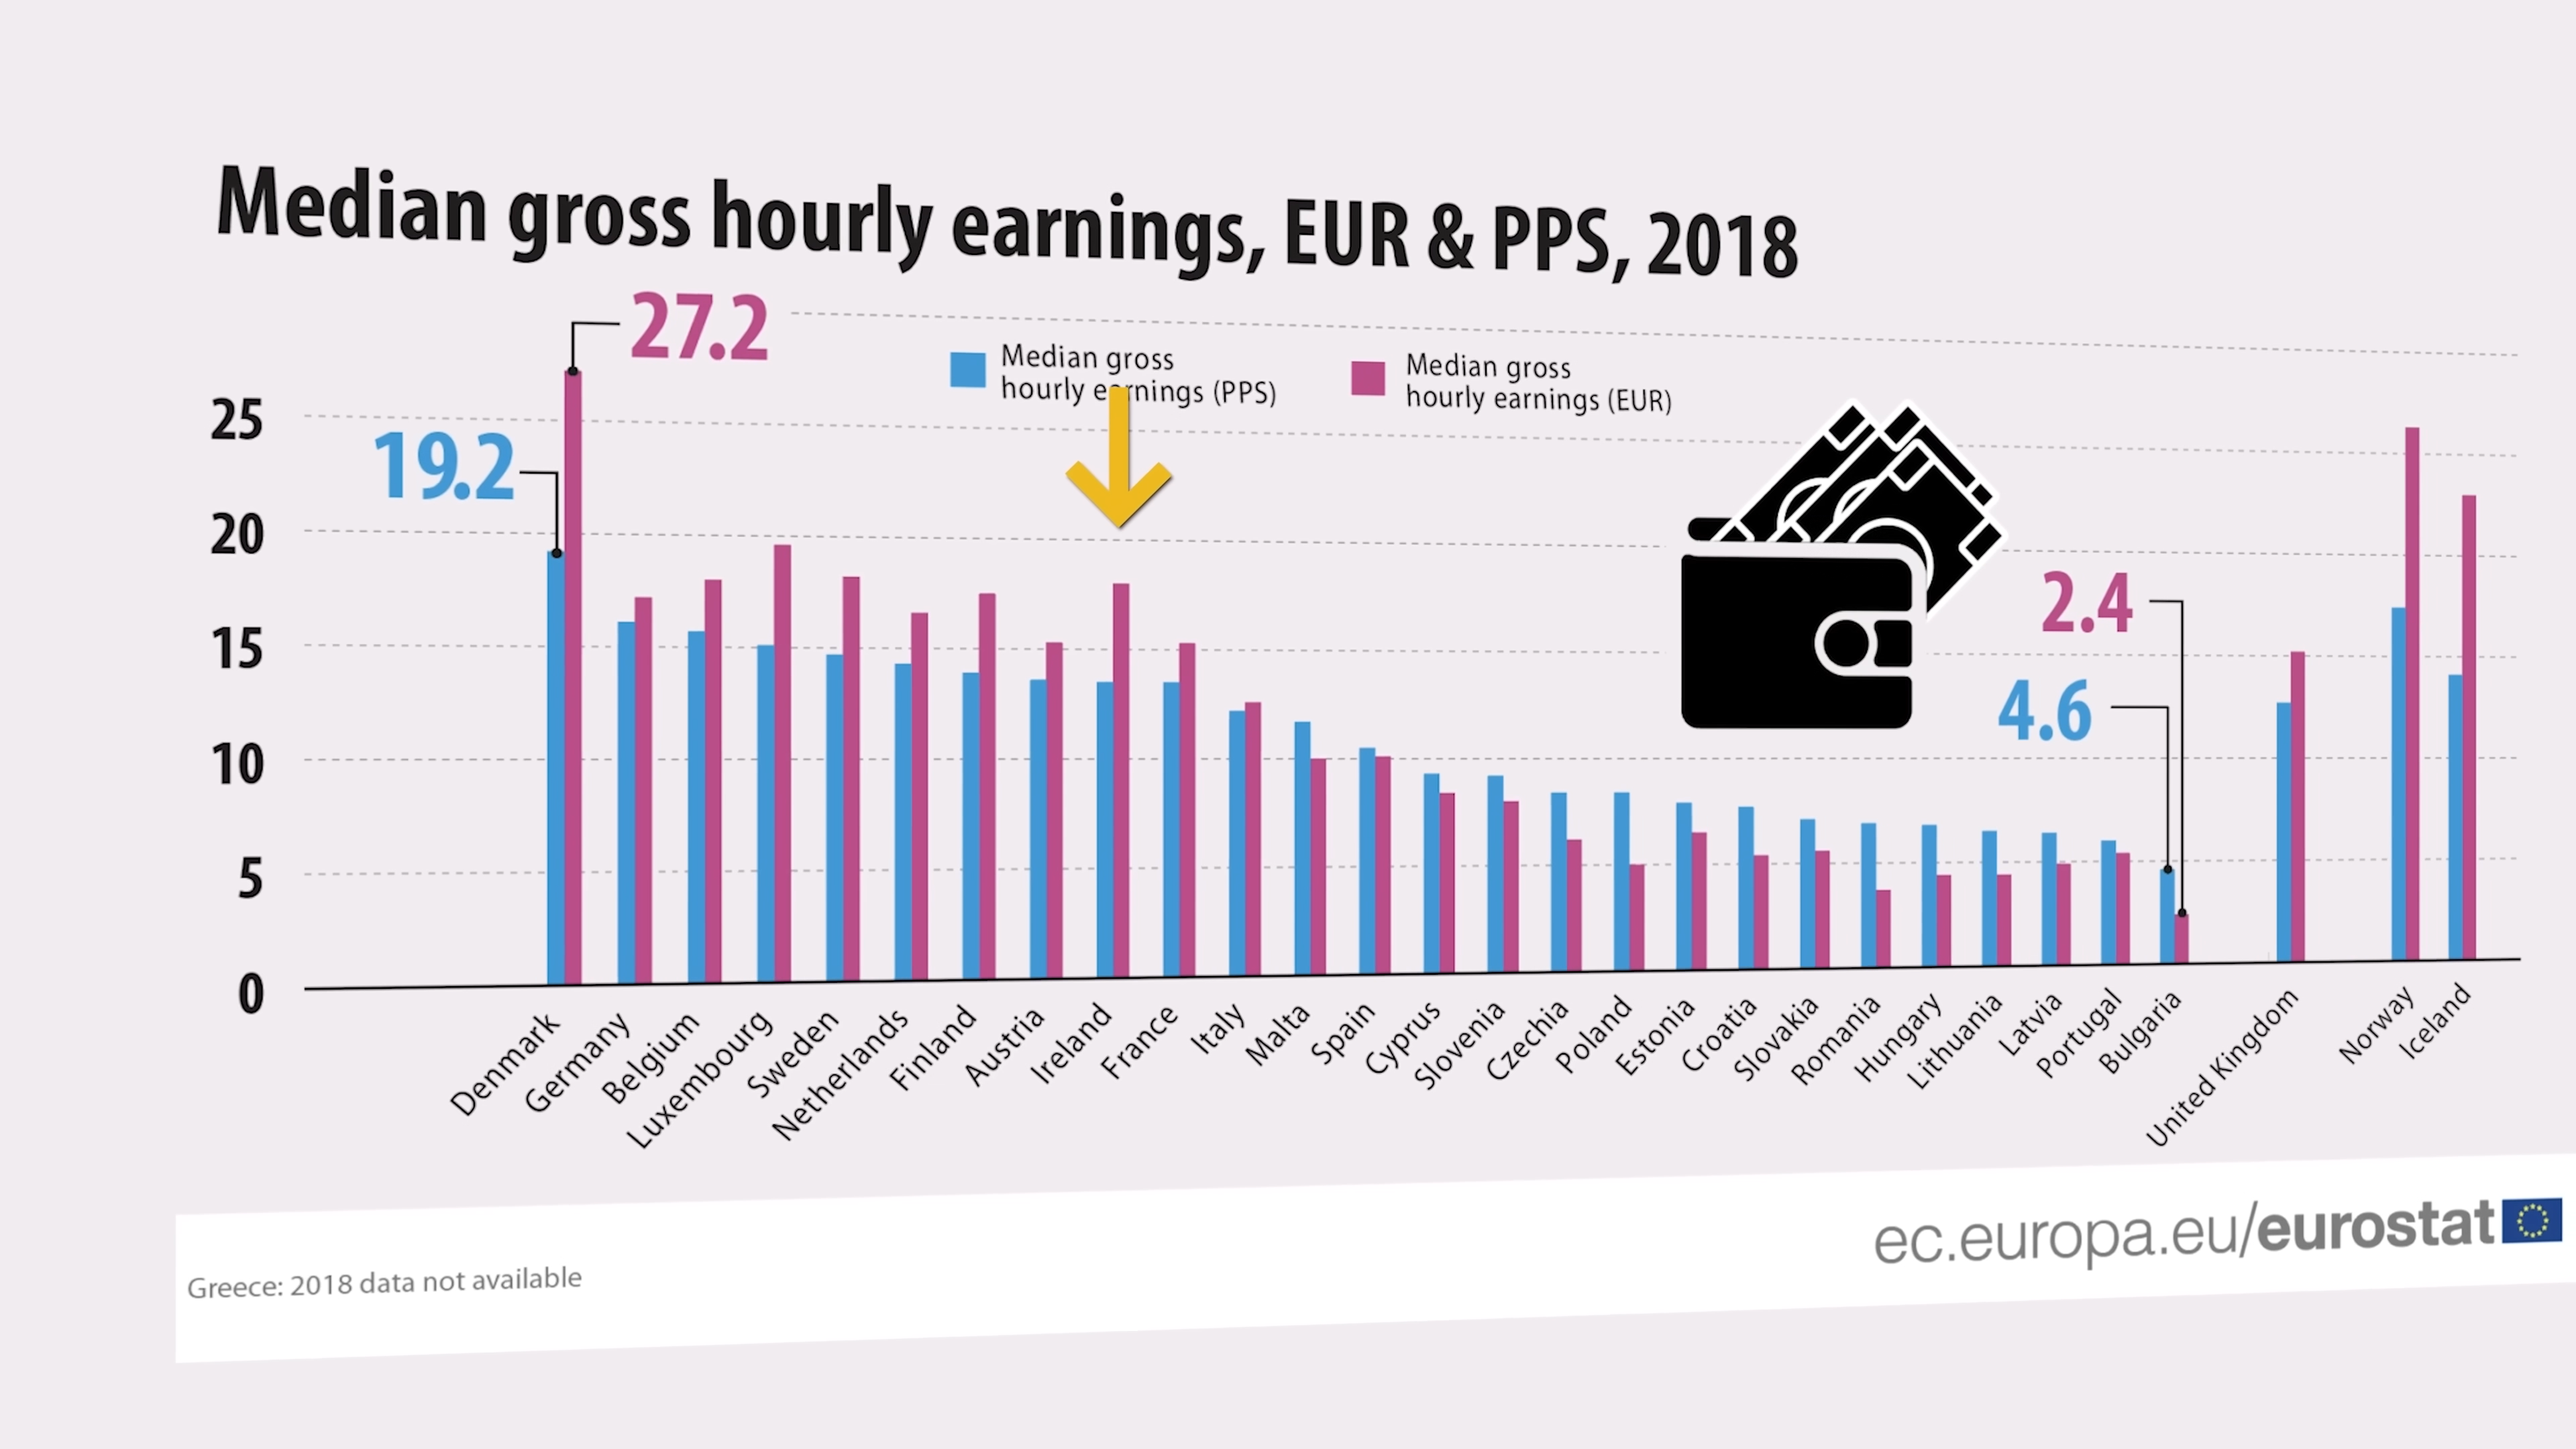 Median gross hourly earnings, EUR & PPS, 2018
27.2
19.2
Median gross
hourly earnings (PPS)
Median gross
hourly earnings (EUR)
25
20
15
10
5
0
2.4
4.6
Denmark
Germany
Belgium
Luxembourg
Sweden
Netherlands
Finland
Austria
Ireland
France
Italy
Malta
Spain
Cyprus
Slovenia
Czechia
Poland
Estonia
Croatia
Slovakia
Romania
Hungary
Lithuania
Latvia
Portugal
Bulgaria
United Kingdom
Norway
Iceland
Greece: 2018 data not available
ec.europa.eu/eurostat